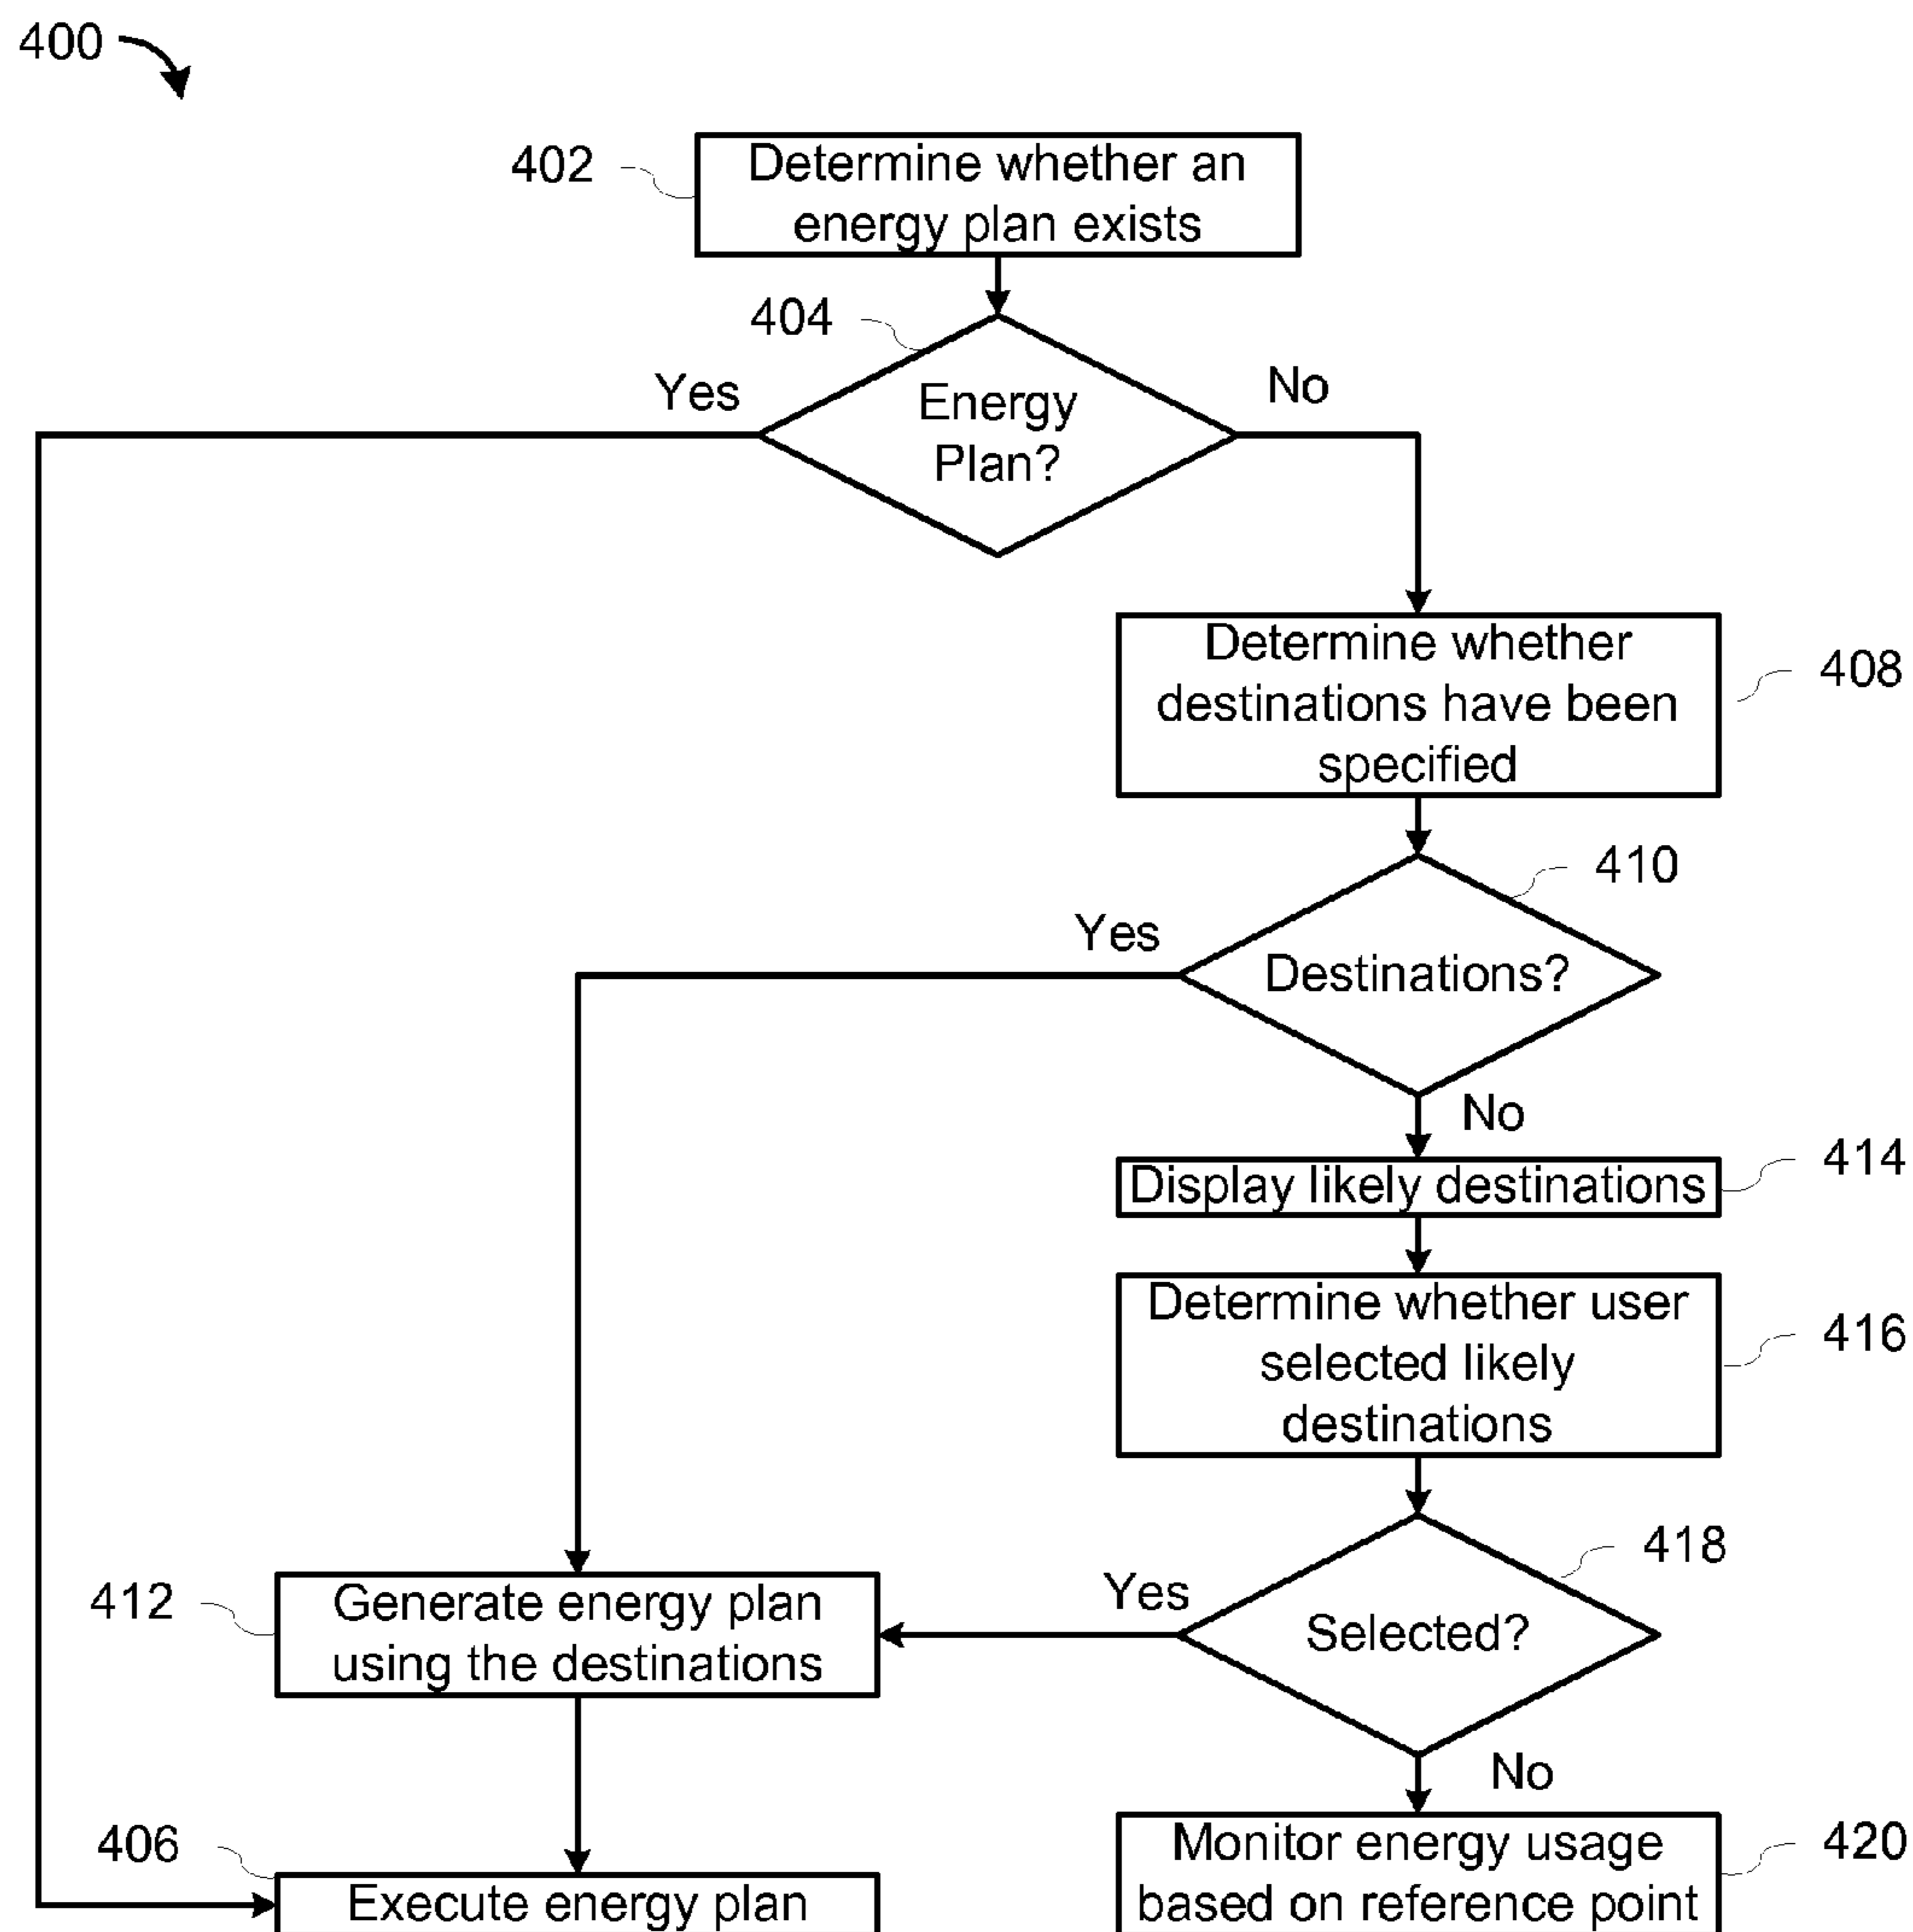 400
402
Determine whether an
energy plan exists
404
Yes
Energy
Plan?
No
Determine whether
destinations have been
specified
408
410
Yes
Destinations?
No
Display likely destinations
414
Determine whether user
selected likely
destinations
416
418
412
Generate energy plan
using the destinations
Yes
Selected?
No
406
Execute energy plan
Monitor energy usage
based on reference point
420